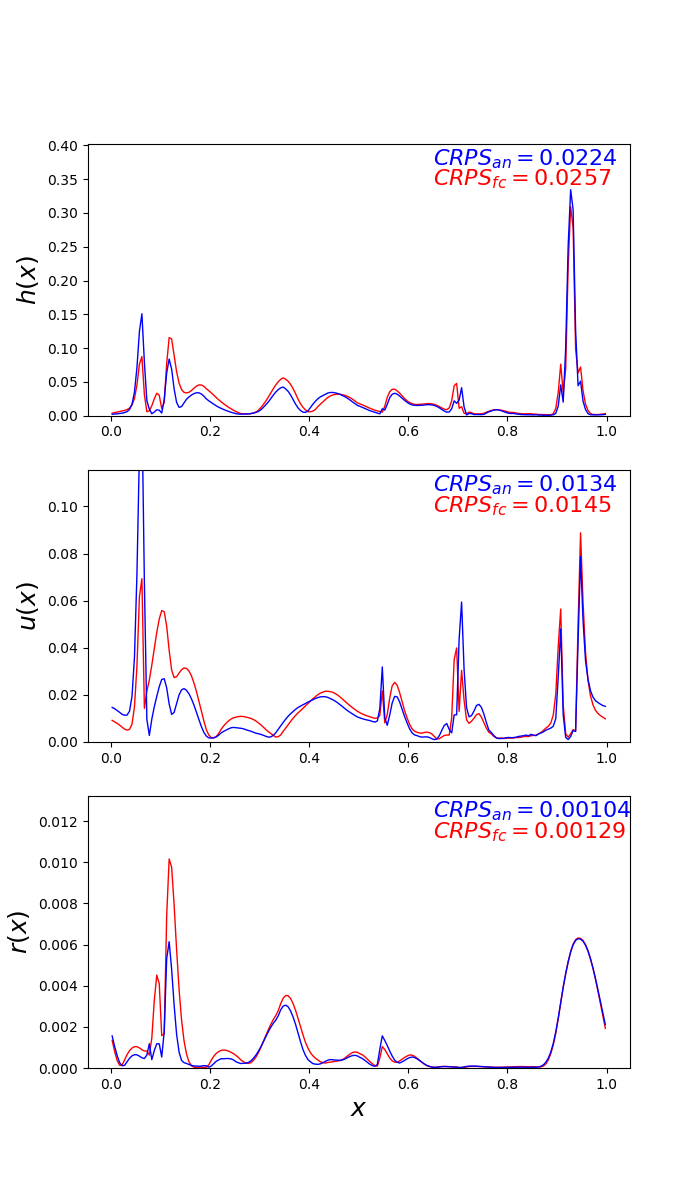 0.40
0.35
0.30
0.25
0.20
0.15
0.10
0.05
0.00
h(x)
CRPS_an = 0.0224
CRPS_fc = 0.0257
0.0 0.2 0.4 0.6 0.8 1.0
0.10
0.08
0.06
0.04
0.02
0.00
u(x)
CRPS_an = 0.0134
CRPS_fc = 0.0145
0.0 0.2 0.4 0.6 0.8 1.0
0.012
0.010
0.008
0.006
0.004
0.002
0.000
r(x)
CRPS_an = 0.00104
CRPS_fc = 0.00129
0.0 0.2 0.4 0.6 0.8 1.0
x